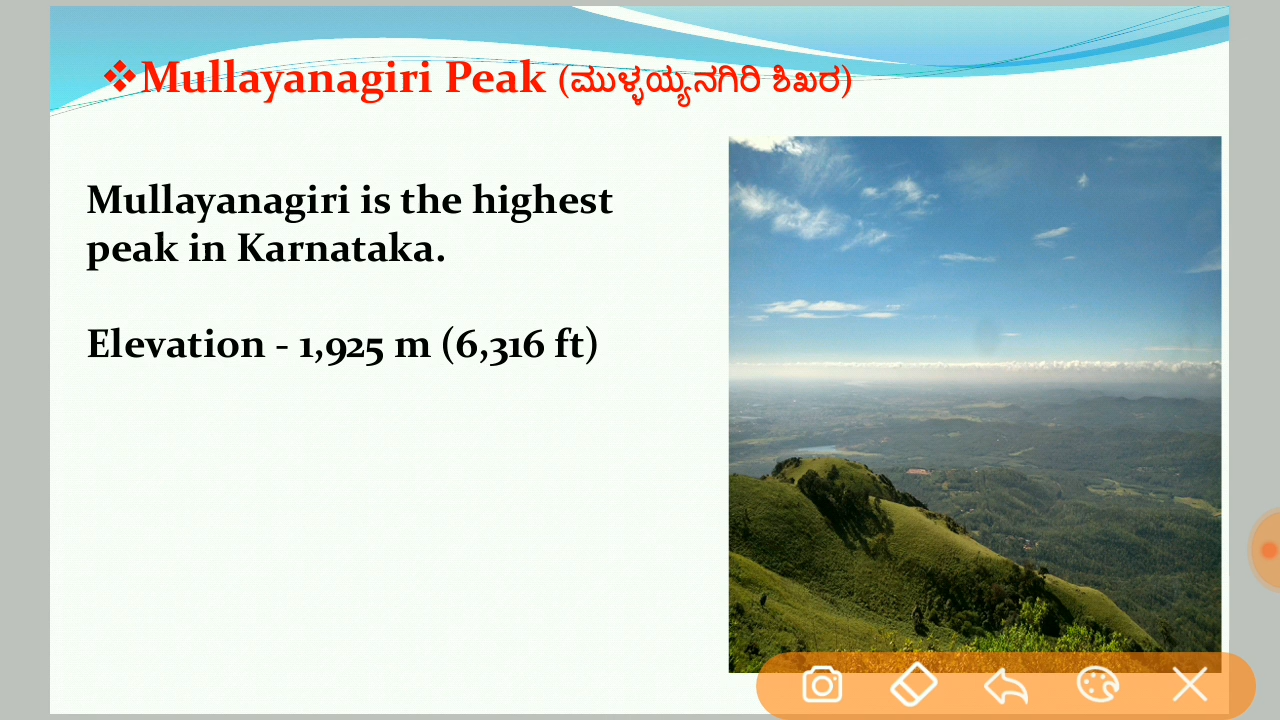 ❖Mullayanagiri Peak (ಮುಳ್ಳಯ್ಯನಗಿರಿ ಶಿಖರ)
Mullayanagiri is the highest
peak in Karnataka.
Elevation - 1,925 m (6,316 ft)